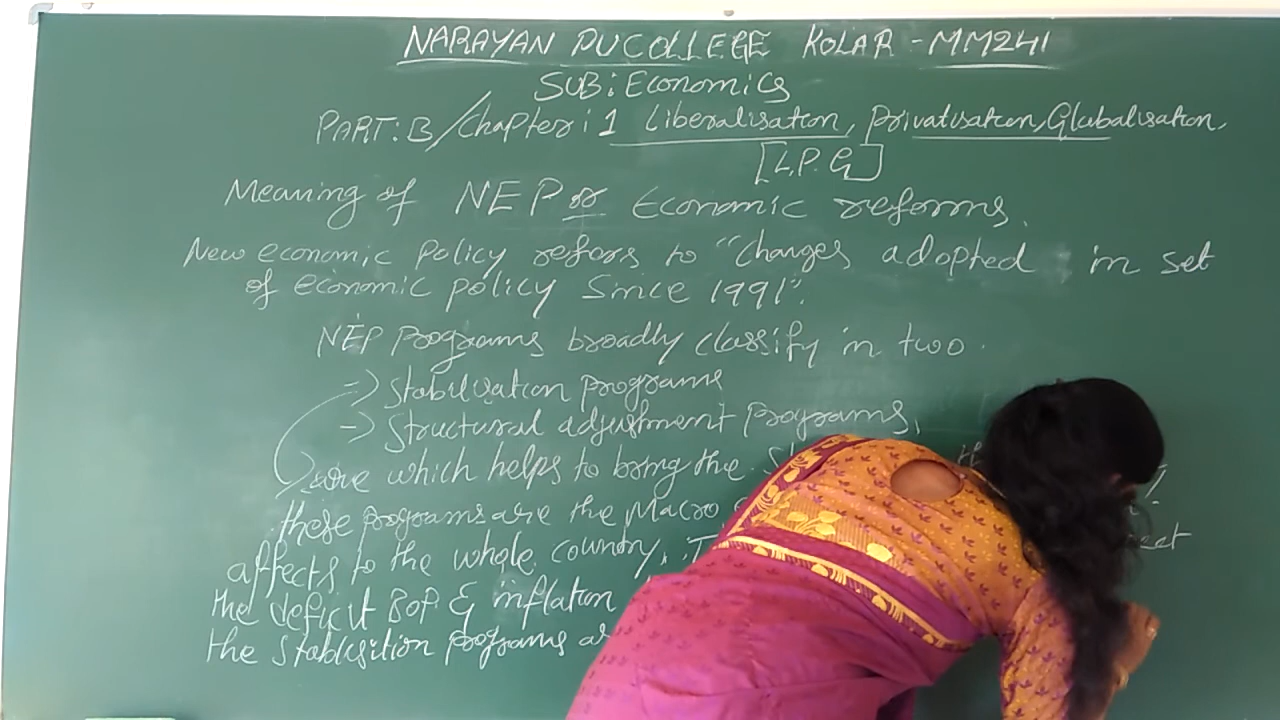 NARAYAN PUCOLLEGE KOLAR - MM241
SUB: Economics
PART: B/Chapter: 1 Liberalisation, Privatisation, Globalisation,
[L.P.G]
Meaning of NEP or Economic reforms.
New economic Policy refers to "Changes adopted in set
of economic policy Since 1991".
NEP Programs broadly classify in two.
=> Stabilisation programs
=> Structural adjustment programs,
are which helps to bring the
these programs are the Macro
affects to the whole country,
the deficit BOP & inflation
the stablisition programs